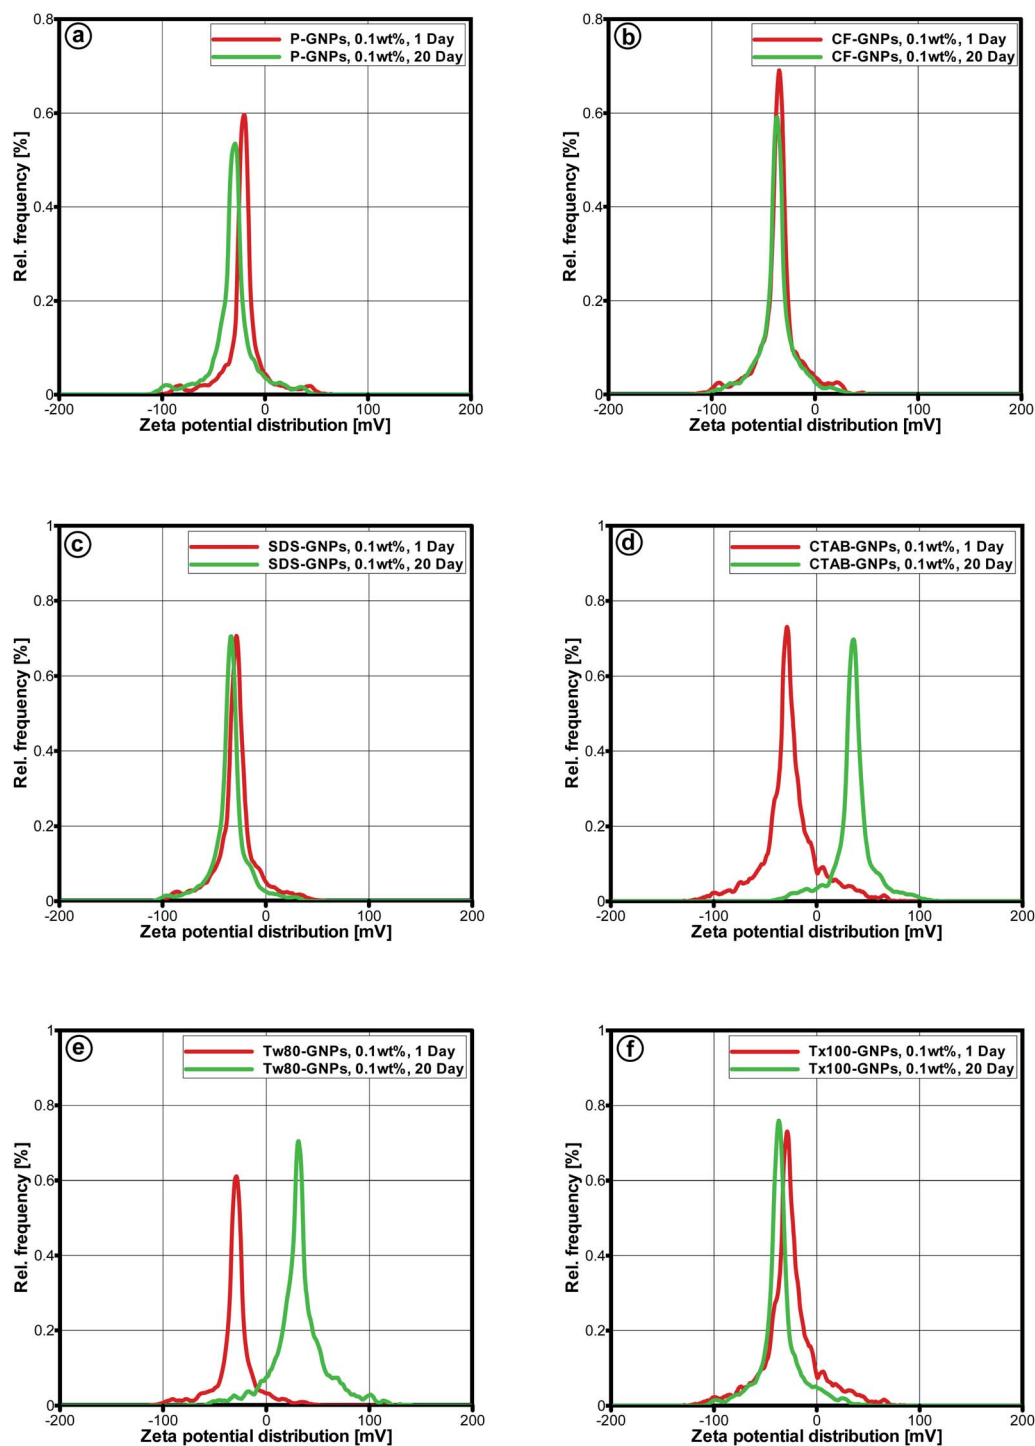 a
P-GNPs, 0.1wt%, 1 Day
P-GNPs, 0.1wt%, 20 Day
Rel. frequency [%]
0.8
0.6
0.4
0.2
0
-200 -100 0 100 200
Zeta potential distribution [mV]
b
CF-GNPs, 0.1wt%, 1 Day
CF-GNPs, 0.1wt%, 20 Day
Rel. frequency [%]
0.8
0.6
0.4
0.2
0
-200 -100 0 100 200
Zeta potential distribution [mV]
c
SDS-GNPs, 0.1wt%, 1 Day
SDS-GNPs, 0.1wt%, 20 Day
Rel. frequency [%]
1
0.8
0.6
0.4
0.2
0
-200 -100 0 100 200
Zeta potential distribution [mV]
d
CTAB-GNPs, 0.1wt%, 1 Day
CTAB-GNPs, 0.1wt%, 20 Day
Rel. frequency [%]
1
0.8
0.6
0.4
0.2
0
-200 -100 0 100 200
Zeta potential distribution [mV]
e
Tw80-GNPs, 0.1wt%, 1 Day
Tw80-GNPs, 0.1wt%, 20 Day
Rel. frequency [%]
1
0.8
0.6
0.4
0.2
0
-200 -100 0 100 200
Zeta potential distribution [mV]
f
Tx100-GNPs, 0.1wt%, 1 Day
Tx100-GNPs, 0.1wt%, 20 Day
Rel. frequency [%]
1
0.8
0.6
0.4
0.2
0
-200 -100 0 100 200
Zeta potential distribution [mV]